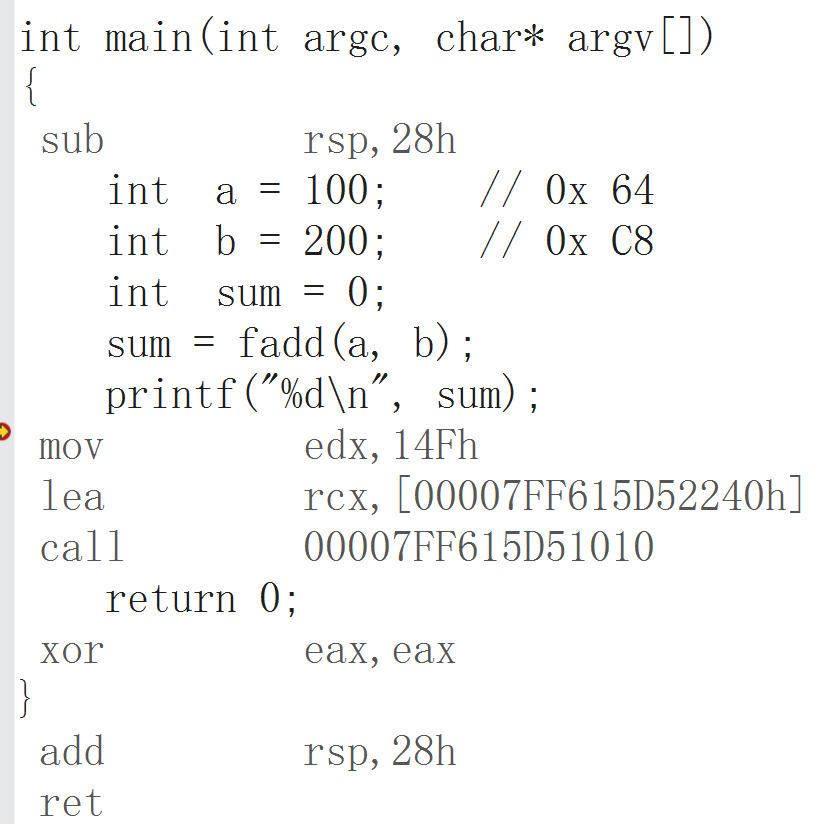 int main(int argc, char* argv[])
{
sub rsp,28h
int a = 100; // 0x 64
int b = 200; // 0x C8
int sum = 0;
sum = fadd(a, b);
printf("%d\n", sum);
mov edx,14Fh
lea rcx,[00007FF615D52240h]
call 00007FF615D51010
return 0;
xor eax,eax
}
add rsp,28h
ret